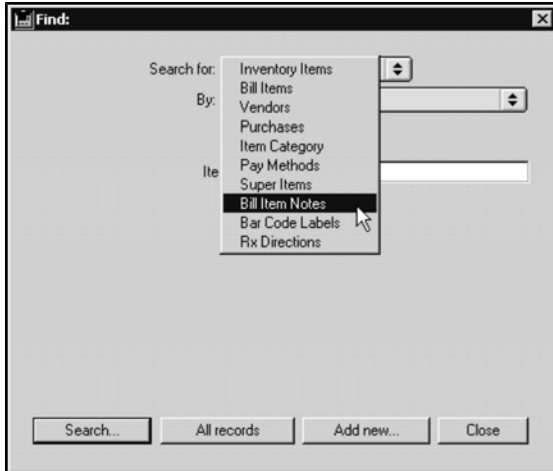 Find:
Search for:
Inventory Items
Bill Items
By:
Vendors
Purchases
Item Category
Pay Methods
Ite
Super Items
Bill Item Notes
Bar Code Labels
Rx Directions
Search... All records Add new... Close